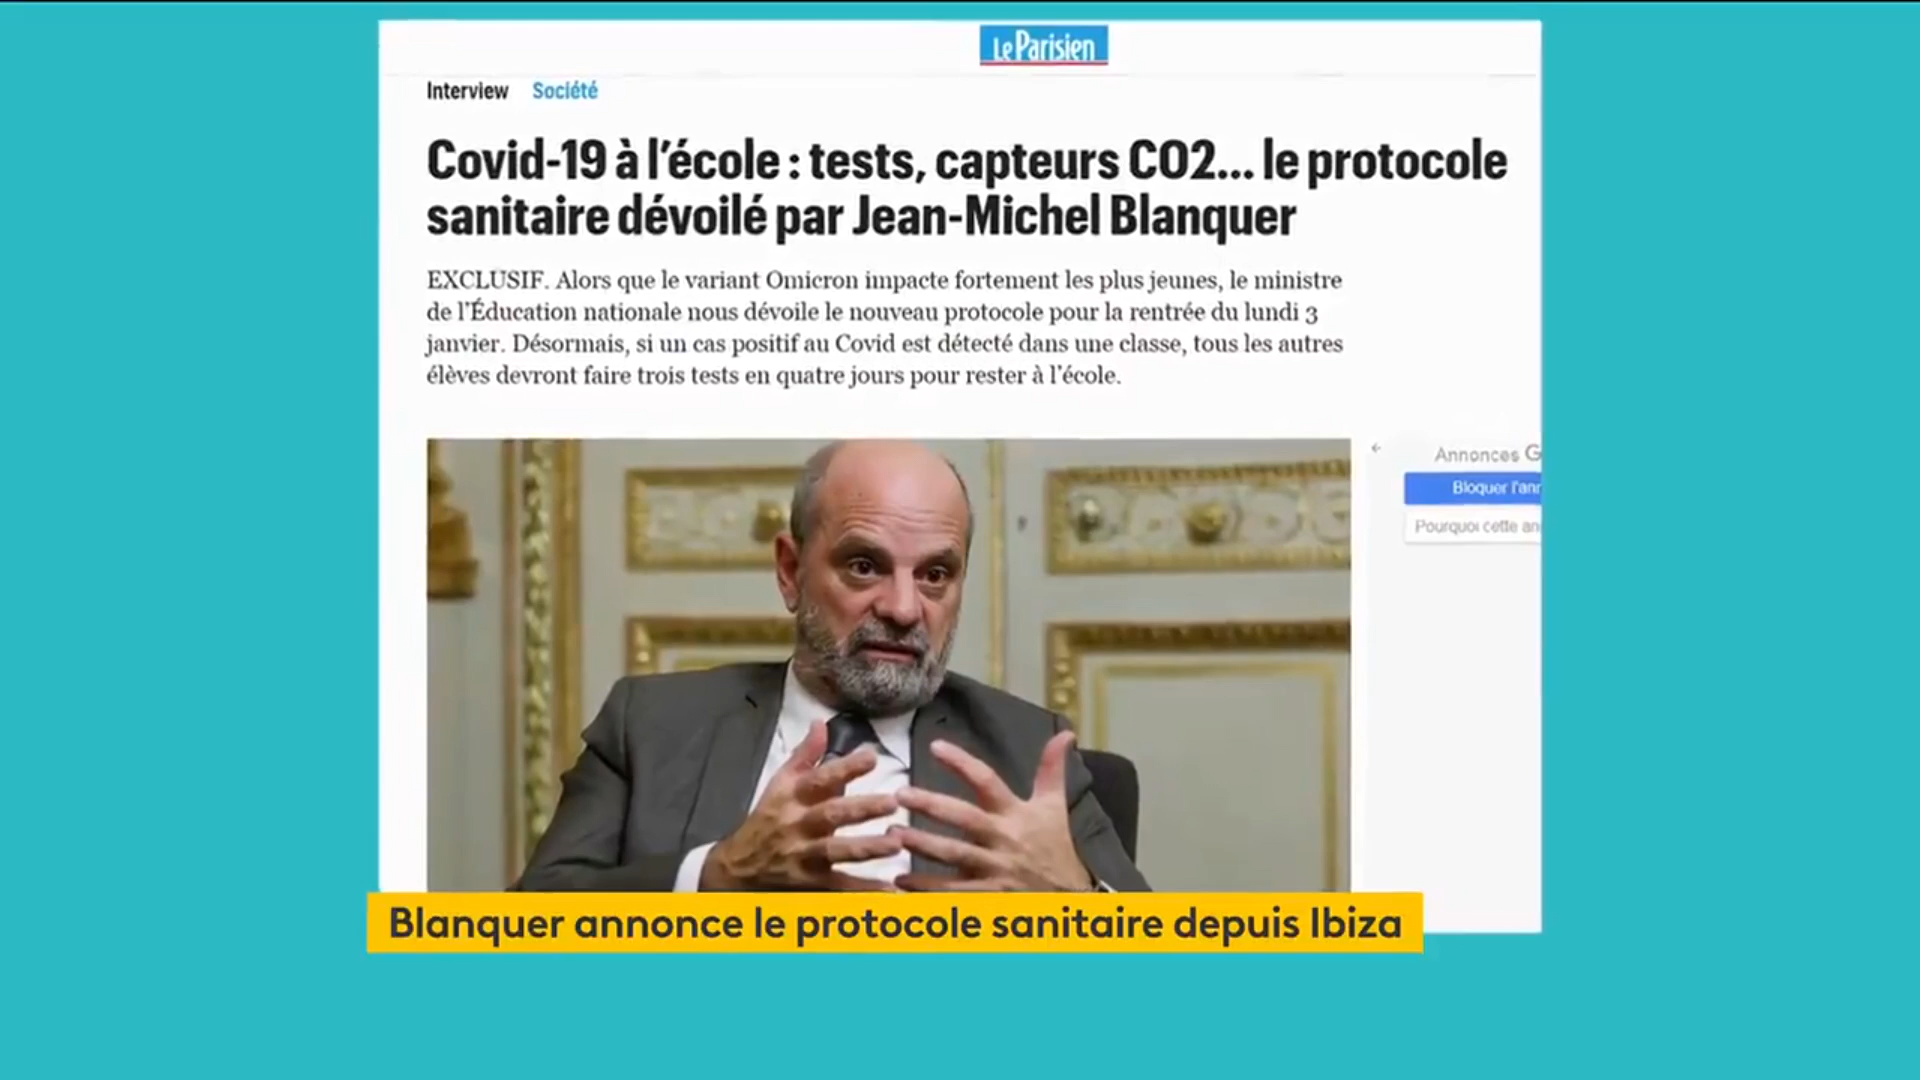 Le Parisien
Interview Société
Covid-19 à l'école : tests, capteurs CO2... le protocole
sanitaire dévoilé par Jean-Michel Blanquer
EXCLUSIF. Alors que le variant Omicron impacte fortement les plus jeunes, le ministre
de l'Éducation nationale nous dévoile le nouveau protocole pour la rentrée du lundi 3
janvier. Désormais, si un cas positif au Covid est détecté dans une classe, tous les autres
élèves devront faire trois tests en quatre jours pour rester à l'école.
Annonces G
Bloquer l'ann
Pourquoi cette an
Blanquer annonce le protocole sanitaire depuis Ibiza